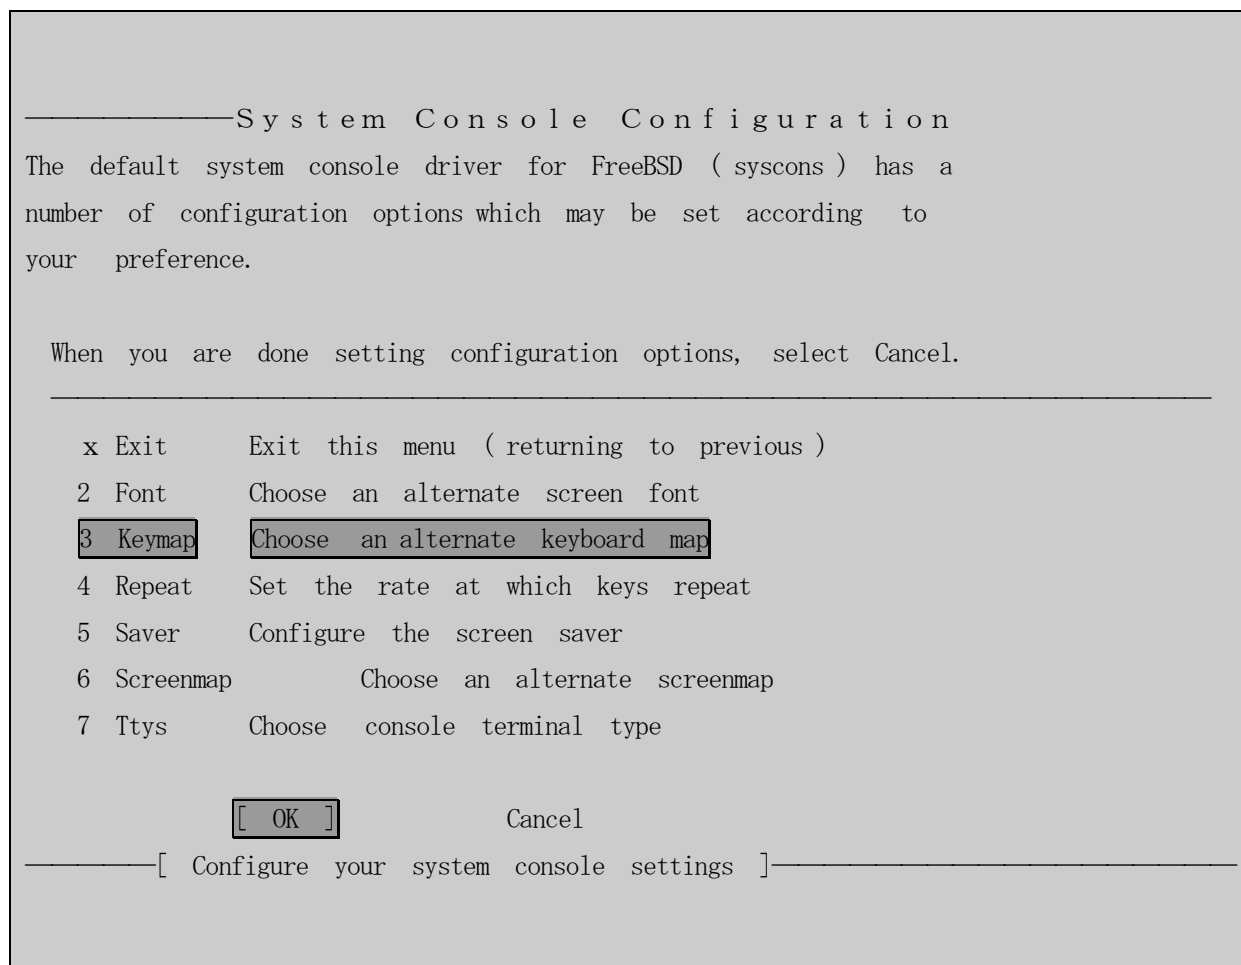 System Console Configuration
The default system console driver for FreeBSD ( syscons ) has a
number of configuration options which may be set according to
your preference.
When you are done setting configuration options, select Cancel.
x Exit Exit this menu ( returning to previous )
2 Font Choose an alternate screen font
3 Keymap Choose an alternate keyboard map
4 Repeat Set the rate at which keys repeat
5 Saver Configure the screen saver
6 Screenmap Choose an alternate screenmap
7 Ttys Choose console terminal type
[ OK ] Cancel
[ Configure your system console settings ]